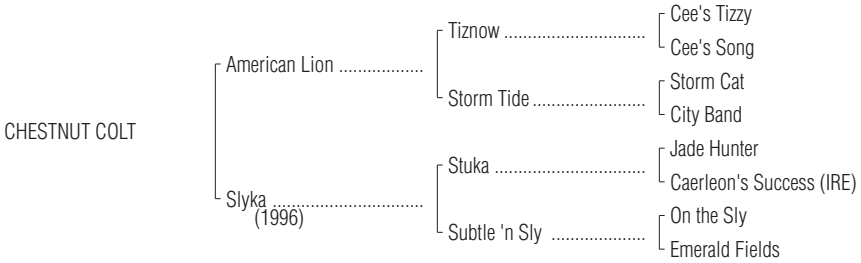 Cee's Tizzy
Tiznow ..............................
Cee's Song
American Lion ..................
Storm Cat
Storm Tide........................
City Band
CHESTNUT COLT
Jade Hunter
Stuka ................................
Caerleon's Success (IRE)
Slyka ................................
(1996)
On the Sly
Subtle 'n Sly ....................
Emerald Fields